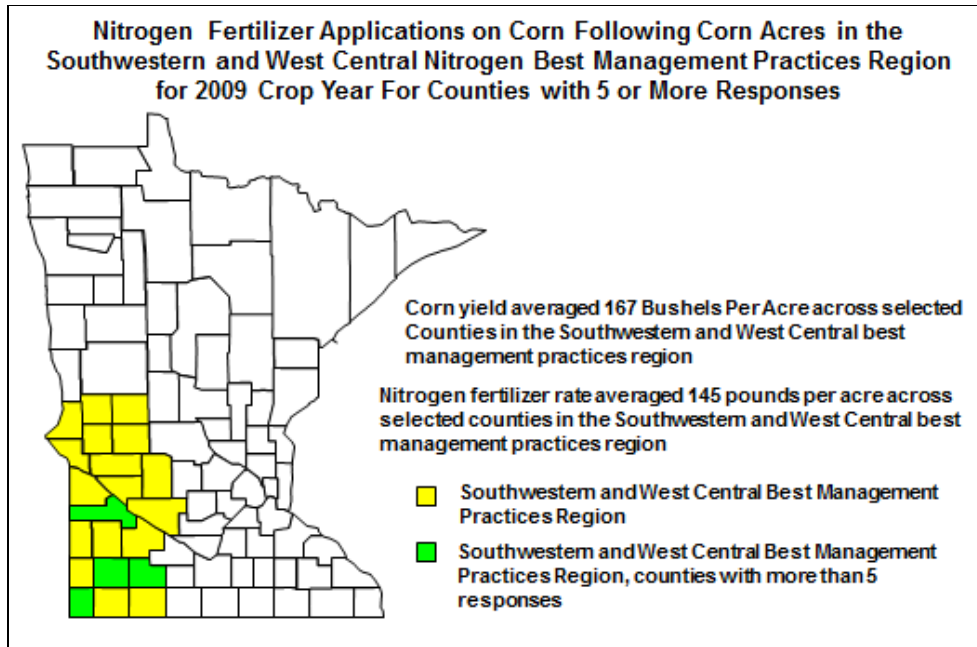 Nitrogen Fertilizer Applications on Corn Following Corn Acres in the
Southwestern and West Central Nitrogen Best Management Practices Region
for 2009 Crop Year For Counties with 5 or More Responses
Corn yield averaged 167 Bushels Per Acre across selected
Counties in the Southwestern and West Central best
management practices region
Nitrogen fertilizer rate averaged 145 pounds per acre across
selected counties in the Southwestern and West Central best
management practices region
Southwestern and West Central Best Management
Practices Region
Southwestern and West Central Best Management
Practices Region, counties with more than 5
responses